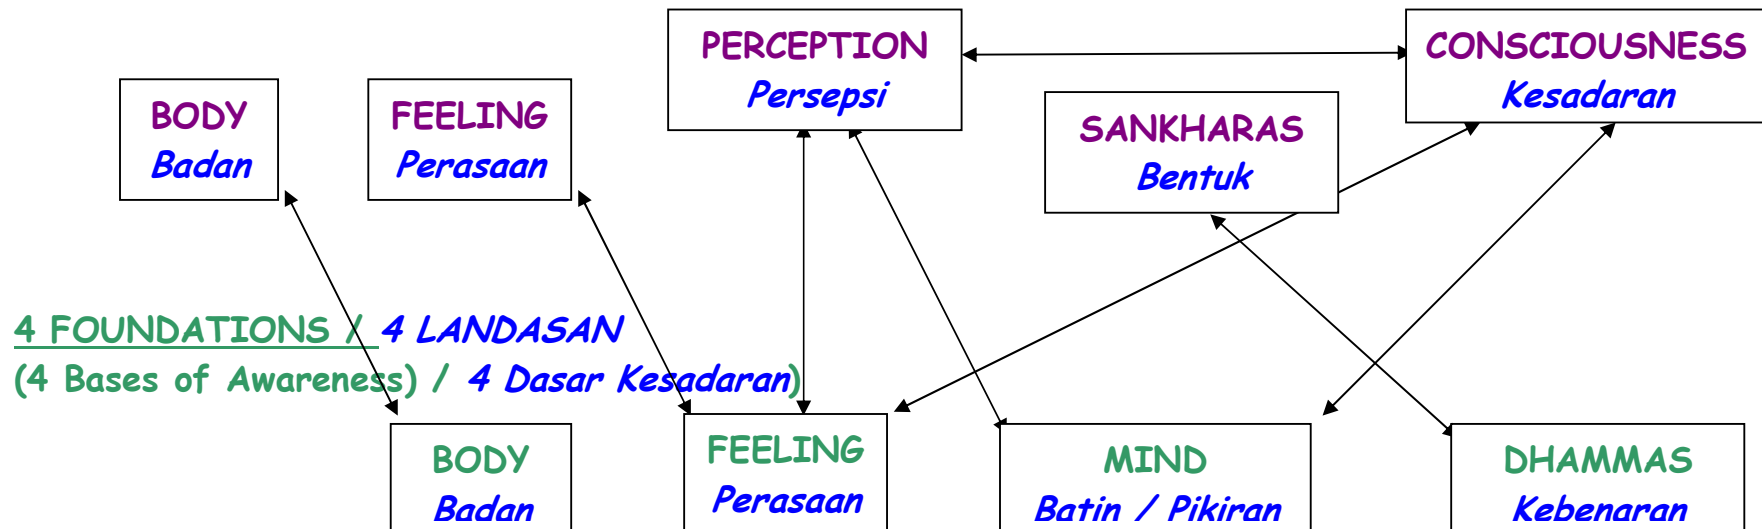 PERCEPTION
Persepsi
CONSCIOUSNESS
Kesadaran
BODY
Badan
FEELING
Perasaan
SANKHARAS
Bentuk
4 FOUNDATIONS / 4 LANDASAN
(4 Bases of Awareness) / 4 Dasar Kesadaran)
BODY
Badan
FEELING
Perasaan
MIND
Batin / Pikiran
DHAMMAS
Kebenaran